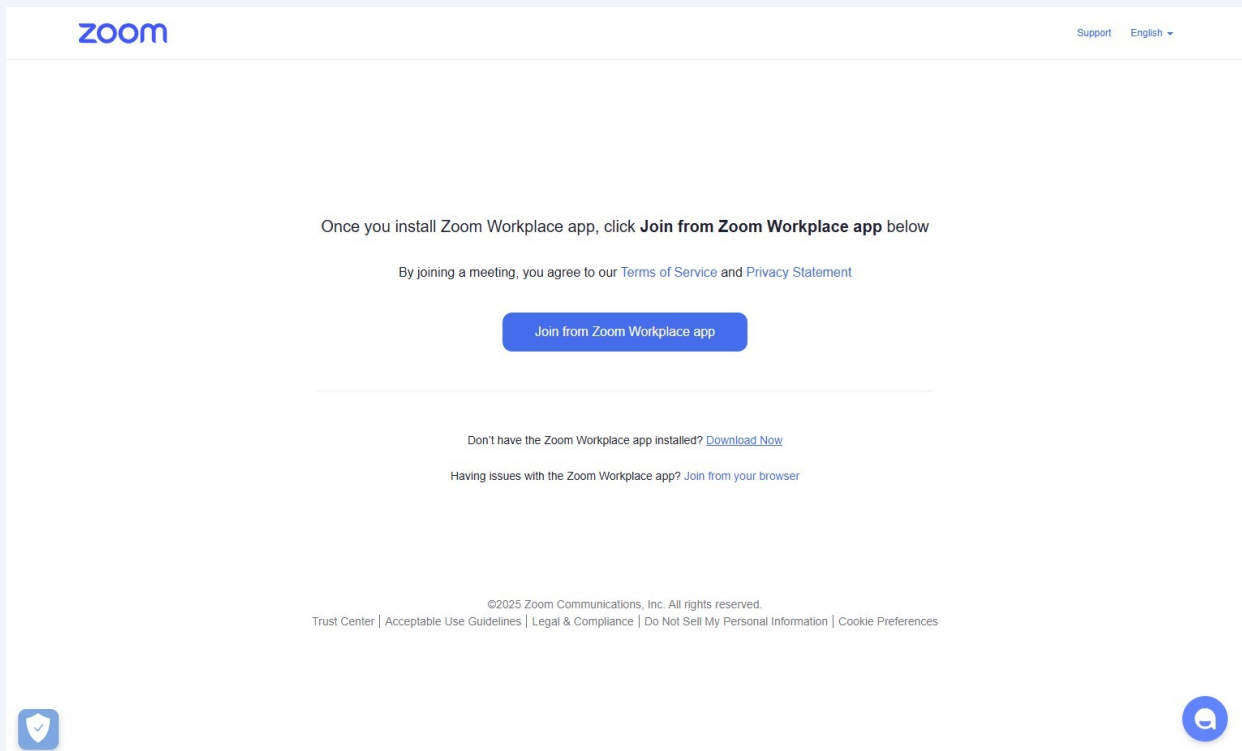 zoom
Support English
Once you install Zoom Workplace app, click Join from Zoom Workplace app below
By joining a meeting, you agree to our Terms of Service and Privacy Statement
Join from Zoom Workplace app
Don't have the Zoom Workplace app installed? Download Now
Having issues with the Zoom Workplace app? Join from your browser
©2025 Zoom Communications, Inc. All rights reserved.
Trust Center | Acceptable Use Guidelines | Legal & Compliance | Do Not Sell My Personal Information | Cookie Preferences